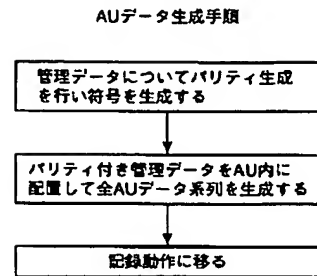 AUデータ生成手順
管理データについてパリティ生成
を行い符号を生成する
パリティ付き管理データをAU内に
配置して全AUデータ系列を生成する
記録動作に移る